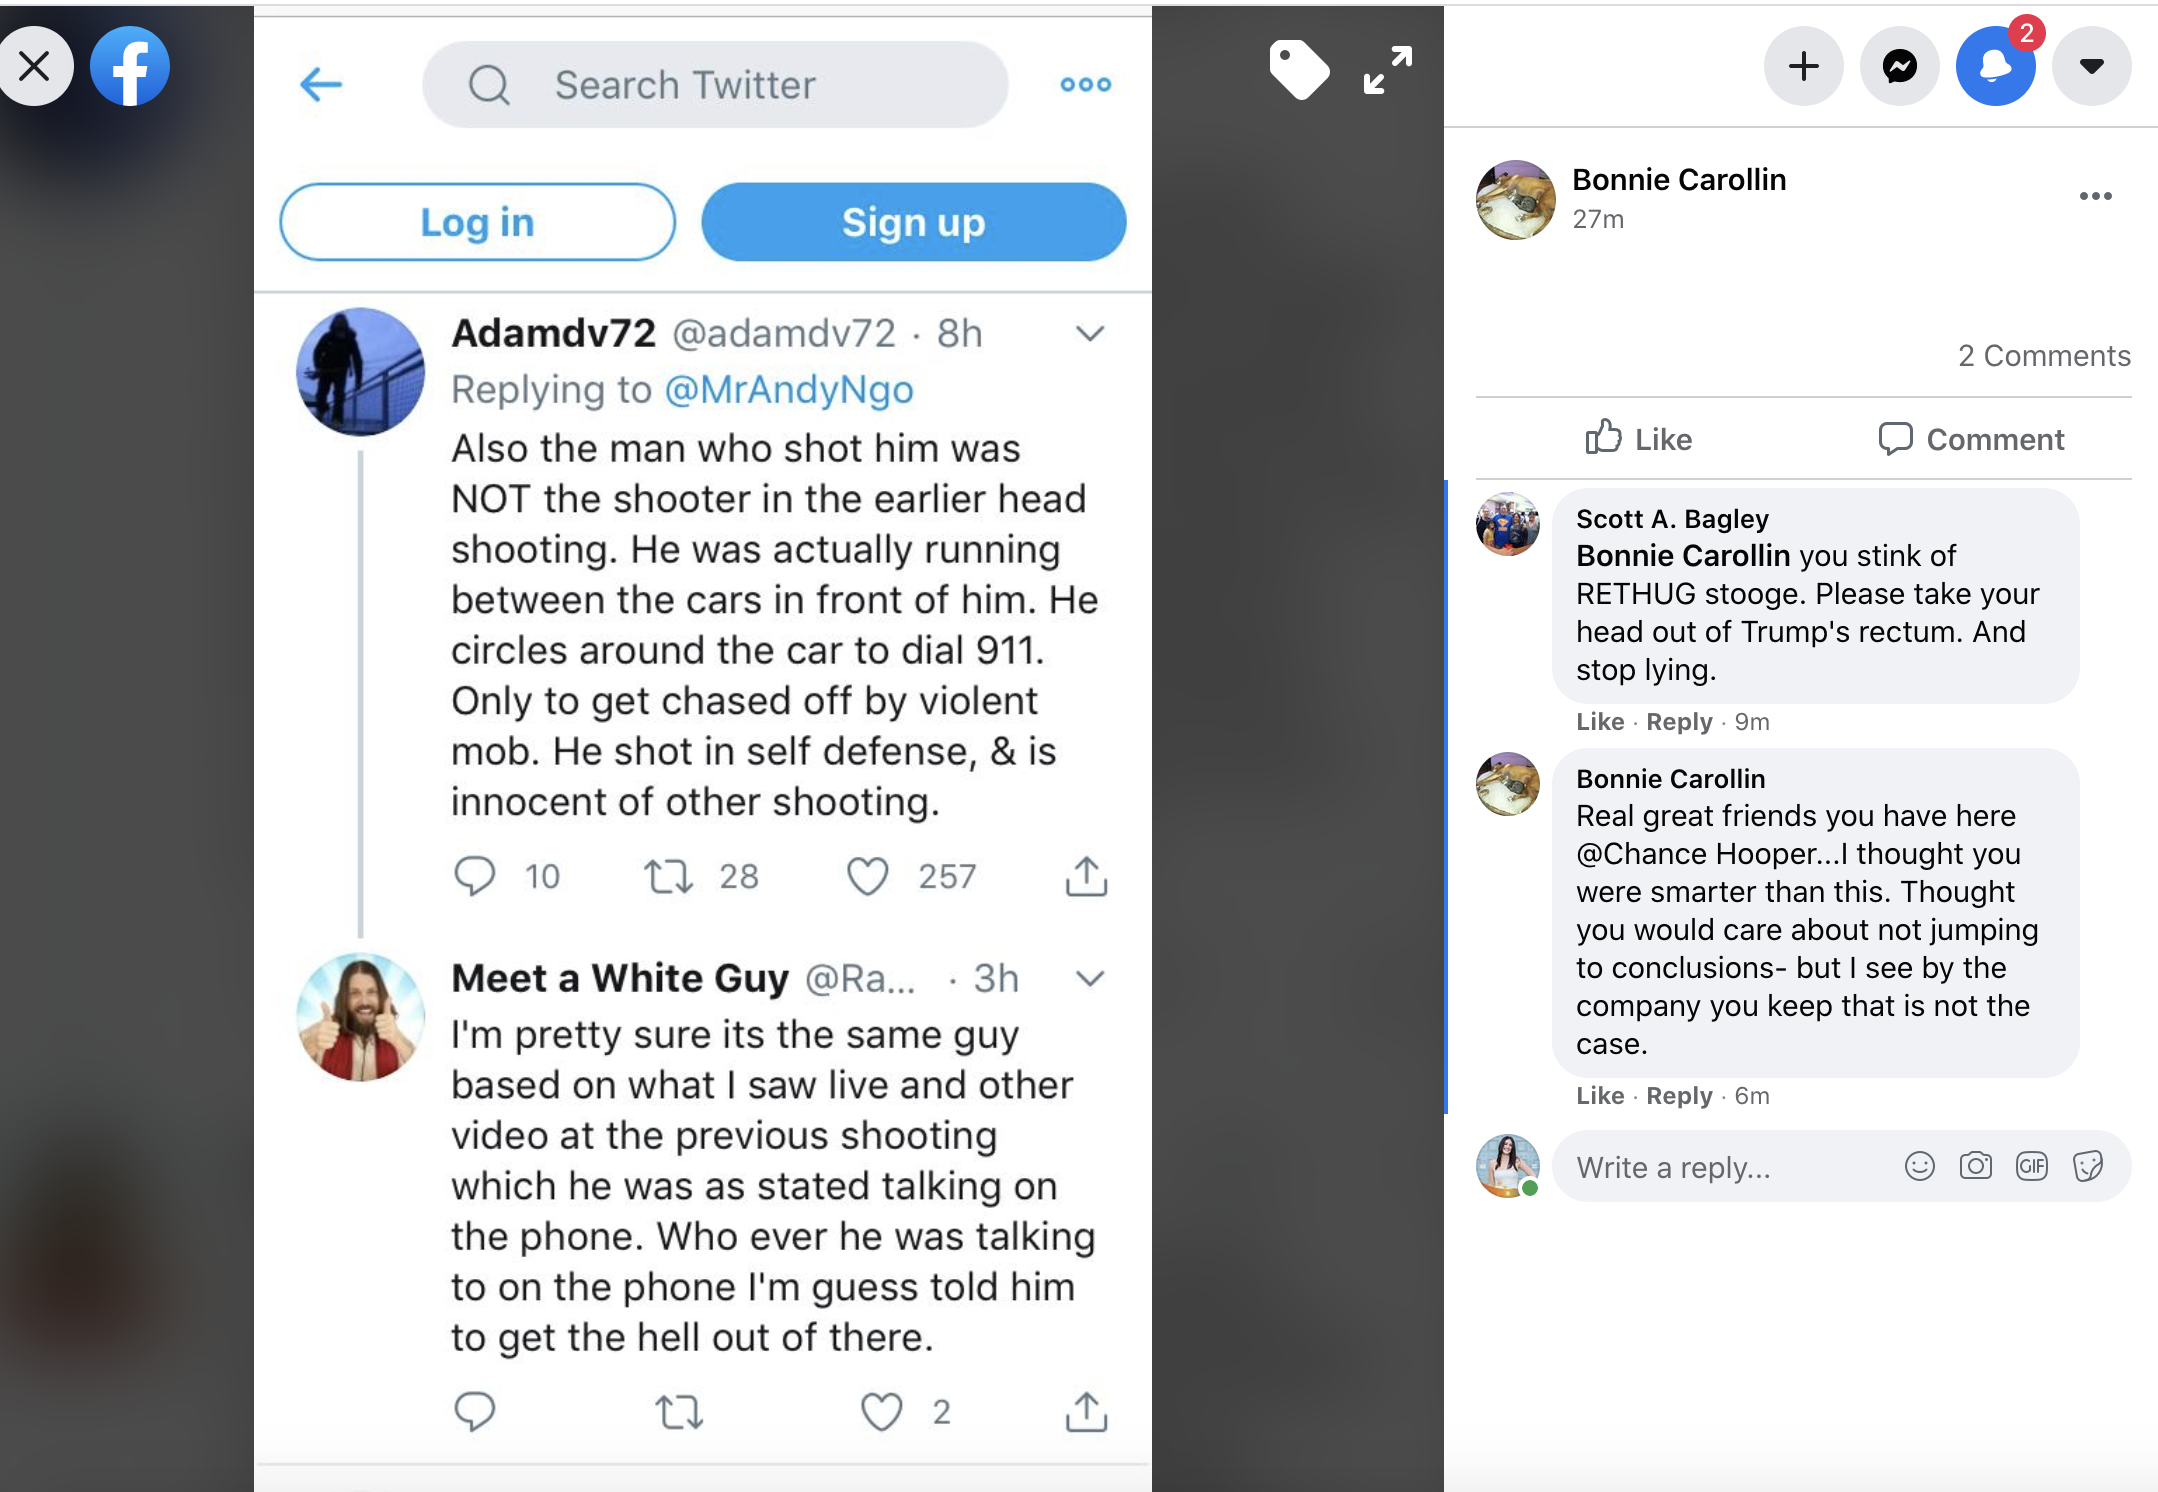 Search Twitter
Log in
Sign up
Adamdv72 @adamdv72 · 8h
Replying to @MrAndyNgo
Also the man who shot him was
NOT the shooter in the earlier head
shooting. He was actually running
between the cars in front of him. He
circles around the car to dial 911.
Only to get chased off by violent
mob. He shot in self defense, & is
innocent of other shooting.
10 28 257
Meet a White Guy @Ra... · 3h
I'm pretty sure its the same guy
based on what I saw live and other
video at the previous shooting
which he was as stated talking on
the phone. Who ever he was talking
to on the phone I'm guess told him
to get the hell out of there.
2
2
Bonnie Carollin
27m
2 Comments
Like
Comment
Scott A. Bagley
Bonnie Carollin you stink of
RETHUG stooge. Please take your
head out of Trump's rectum. And
stop lying.
Like · Reply · 9m
Bonnie Carollin
Real great friends you have here
@Chance Hooper...I thought you
were smarter than this. Thought
you would care about not jumping
to conclusions- but I see by the
company you keep that is not the
case.
Like · Reply · 6m
Write a reply...
GIF